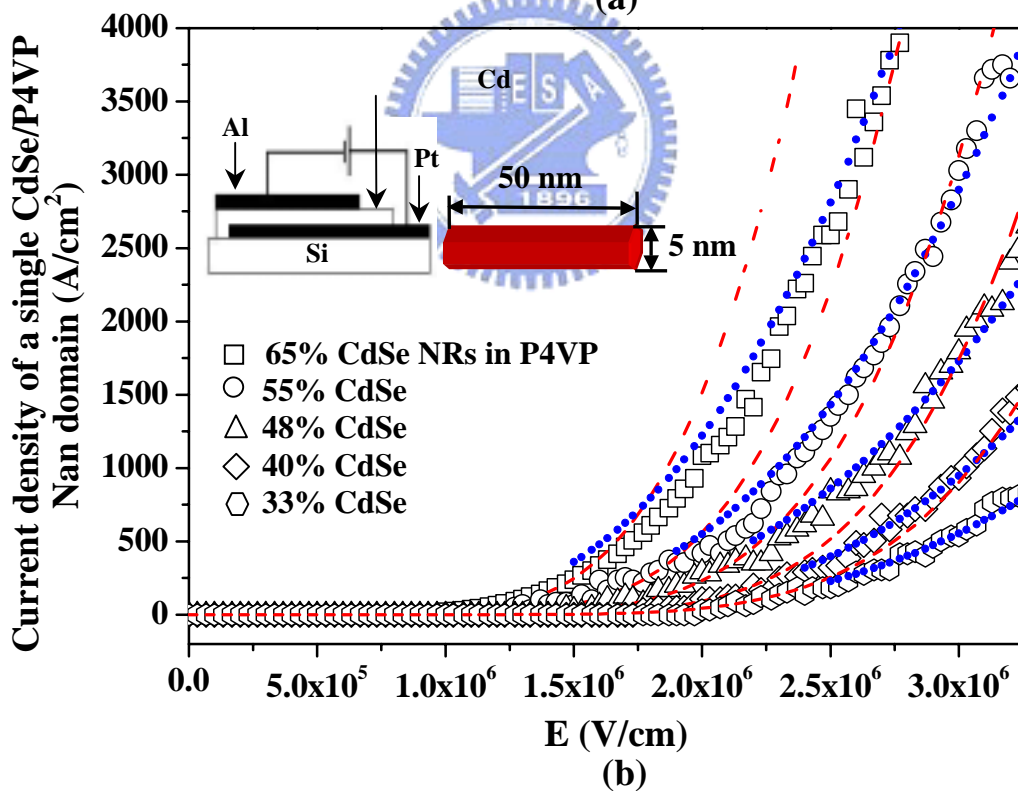 (a)
Current density of a single CdSe/P4VP
Nan domain (A/cm²)
4000
3500
3000
2500
2000
1500
1000
500
0
Cd
Al
Pt
Si
50 nm
5 nm
ES
A
1896
65% CdSe NRs in P4VP
55% CdSe
48% CdSe
40% CdSe
33% CdSe
0.0
5.0x10⁵
1.0x10⁶
1.5x10⁶
2.0x10⁶
2.5x10⁶
3.0x10⁶
E (V/cm)
(b)